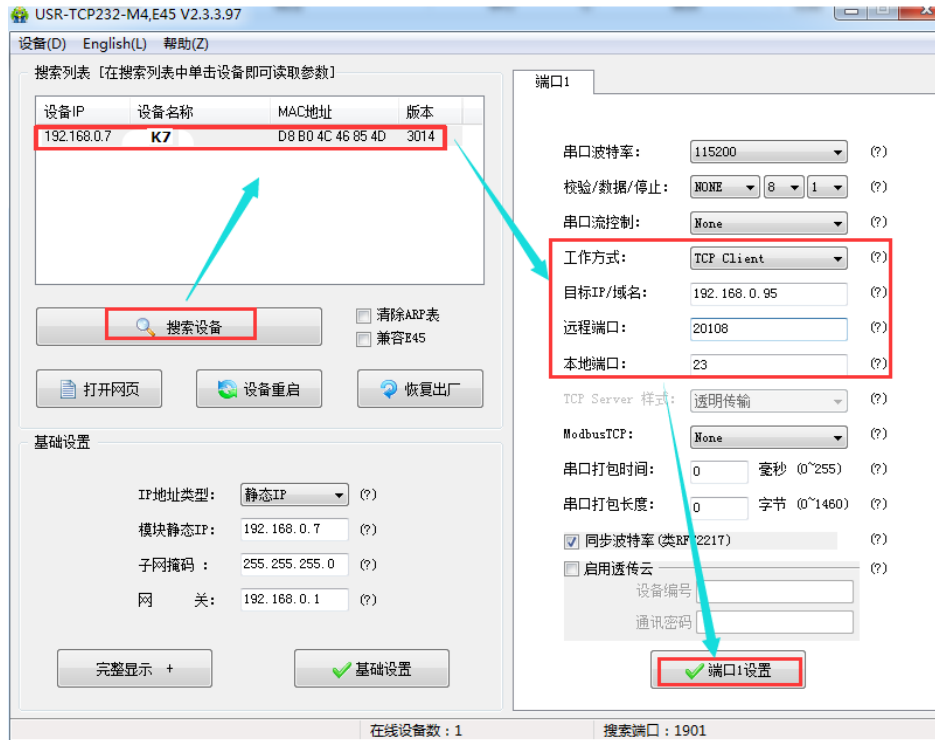 USR-TCP232-M4,E45 V2.3.3.97
设备(D) English(L) 帮助(Z)
搜索列表 [在搜索列表中单击设备即可读取参数]
设备IP 设备名称 MAC地址 版本
192.168.0.7 K7 D8 B0 4C 46 85 4D 3014
搜索设备
清除ARP表
兼容E45
打开网页 设备重启 恢复出厂
基础设置
IP地址类型: 静态IP (?)
模块静态IP: 192.168.0.7 (?)
子网掩码 : 255.255.255.0 (?)
网 关: 192.168.0.1 (?)
完整显示 + 基础设置
端口1
串口波特率: 115200 (?)
校验/数据/停止: NONE 8 1 (?)
串口流控制: None (?)
工作方式: TCP Client (?)
目标IP/域名: 192.168.0.95 (?)
远程端口: 20108 (?)
本地端口: 23 (?)
TCP Server 样式: 透明传输 (?)
ModbusTCP: None (?)
串口打包时间: 0 毫秒 (0~255) (?)
串口打包长度: 0 字节 (0~1460) (?)
同步波特率(类RFC2217) (?)
启用透传云 (?)
设备编号
通讯密码
端口1设置
在线设备数:1 搜索端口:1901